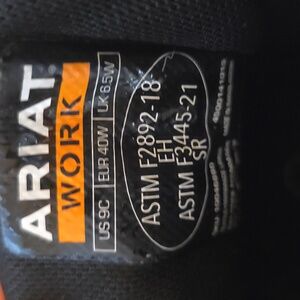 ARIAT
WORK
US 9C | EUR 40W | UK 6.5W
ASTM F2892-18
EH
ASTM F3445-21
SR